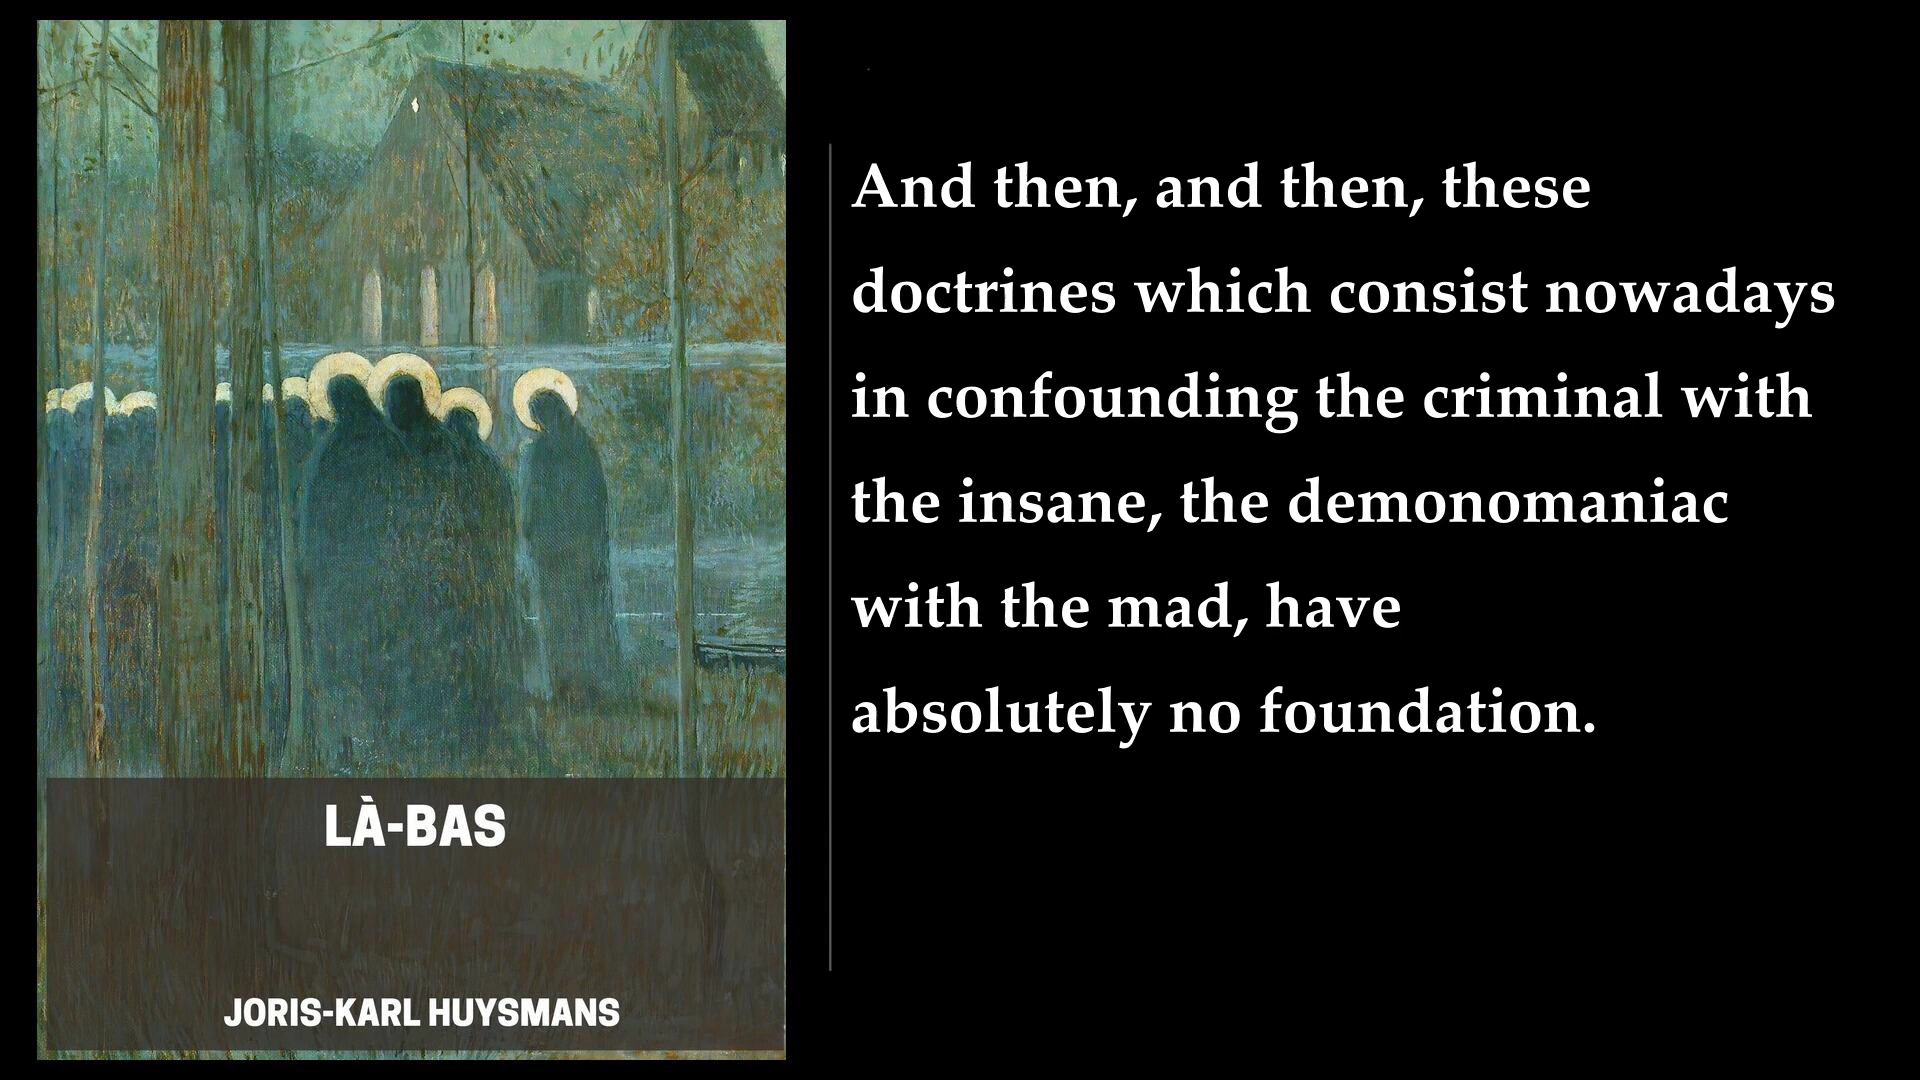 LÀ-BAS
JORIS-KARL HUYSMANS
And then, and then, these
doctrines which consist nowadays
in confounding the criminal with
the insane, the demonomaniac
with the mad, have
absolutely no foundation.